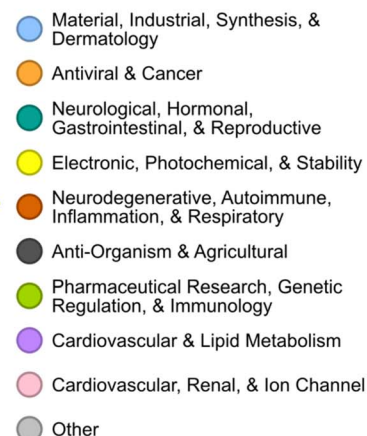 Material, Industrial, Synthesis, &
Dermatology
Antiviral & Cancer
Neurological, Hormonal,
Gastrointestinal, & Reproductive
Electronic, Photochemical, & Stability
Neurodegenerative, Autoimmune,
Inflammation, & Respiratory
Anti-Organism & Agricultural
Pharmaceutical Research, Genetic
Regulation, & Immunology
Cardiovascular & Lipid Metabolism
Cardiovascular, Renal, & Ion Channel
Other